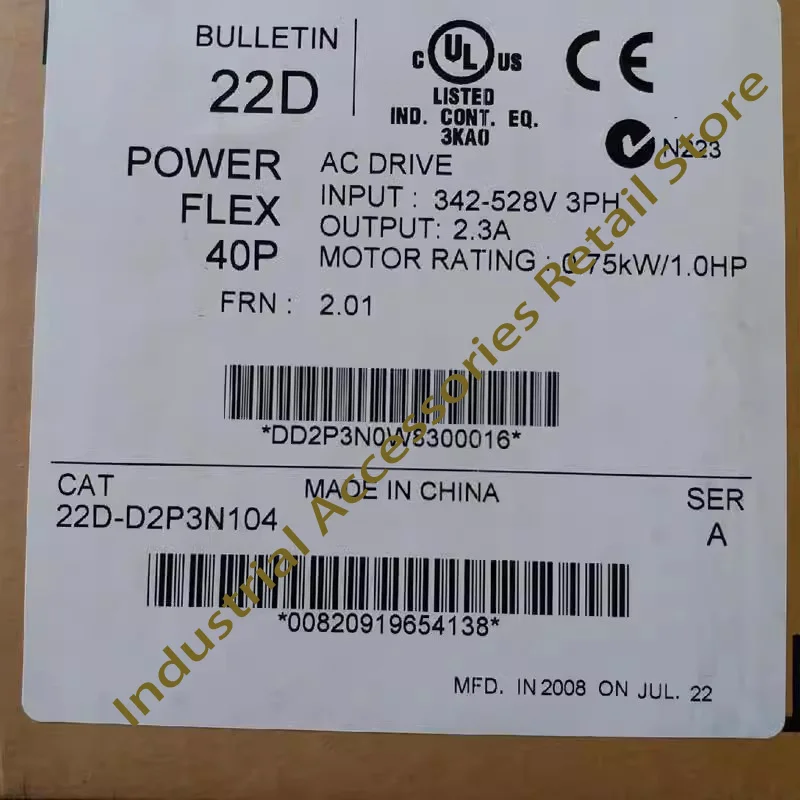 BULLETIN
22D
C UL US
LISTED
IND. CONT. EQ.
3KA0
CE
N223
POWER
FLEX
40P
AC DRIVE
INPUT : 342-528V 3PH
OUTPUT: 2.3A
MOTOR RATING : 0.75kW/1.0HP
FRN : 2.01
*DD2P3N0W8300016*
CAT
22D-D2P3N104
MADE IN CHINA
SER
A
*00820919654138*
MFD. IN 2008 ON JUL. 22
Industrial Accessories Retail Store